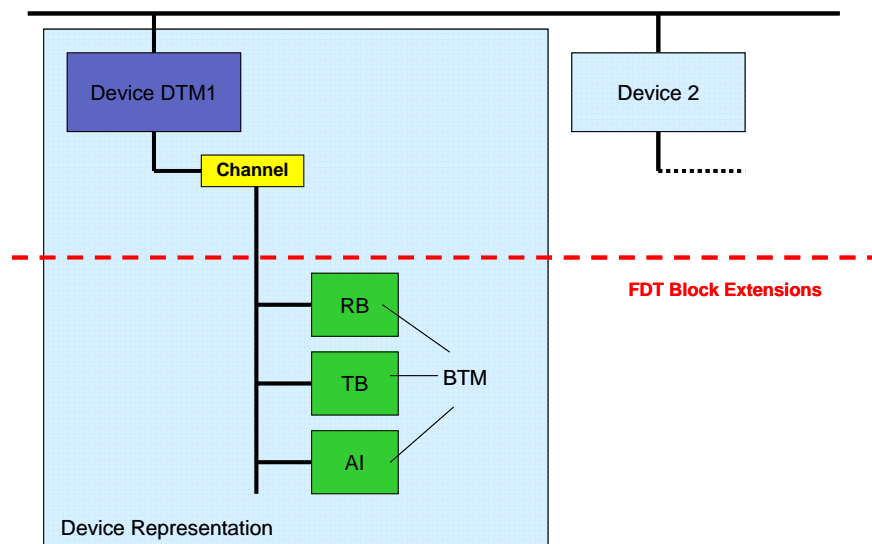 Device DTM1
Device 2
Channel
FDT Block Extensions
RB
TB
BTM
AI
Device Representation